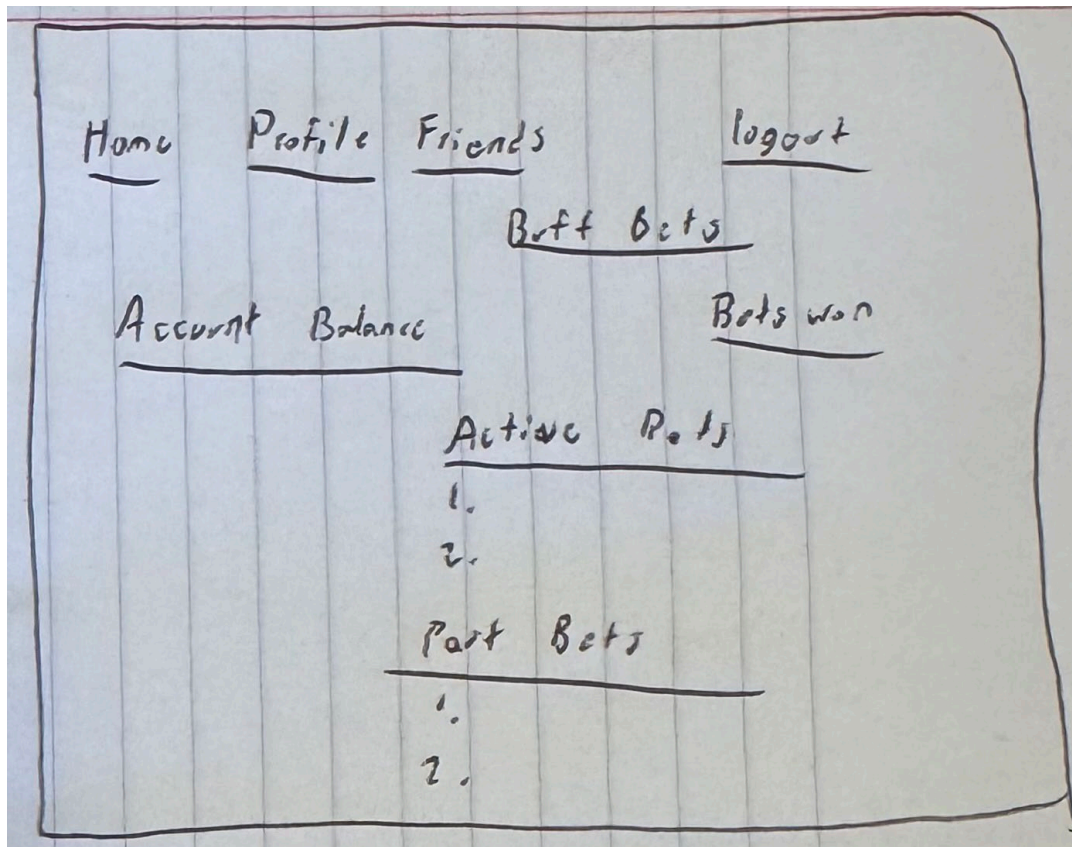 Home Profile Friends logout
Buff Bets
Account Balance Bets won
Active Bets
1.
2.
Past Bets
1.
2.